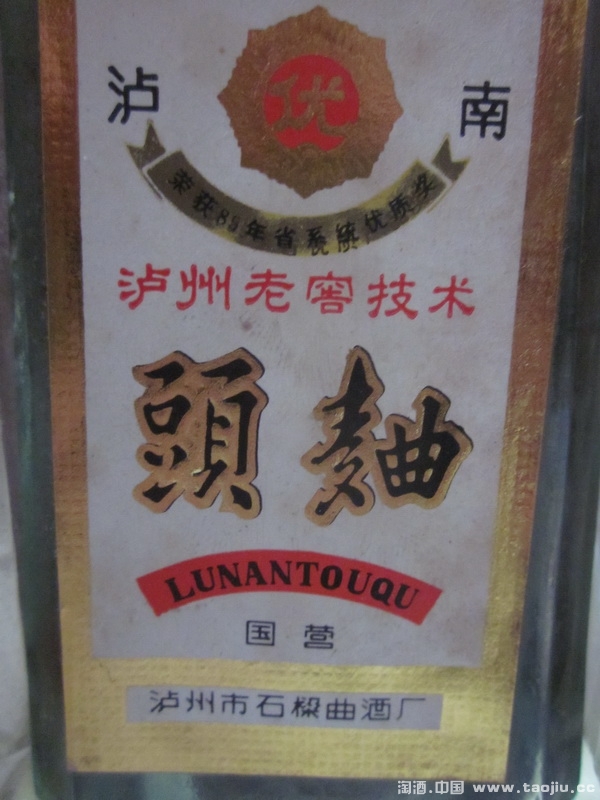 优
泸 南
荣获89年省系统优质奖
泸州老窖技术
頭麯
LUNANTOUQU
国营
泸州市石樑曲酒厂
淘酒.中国 www.taojiu.cc